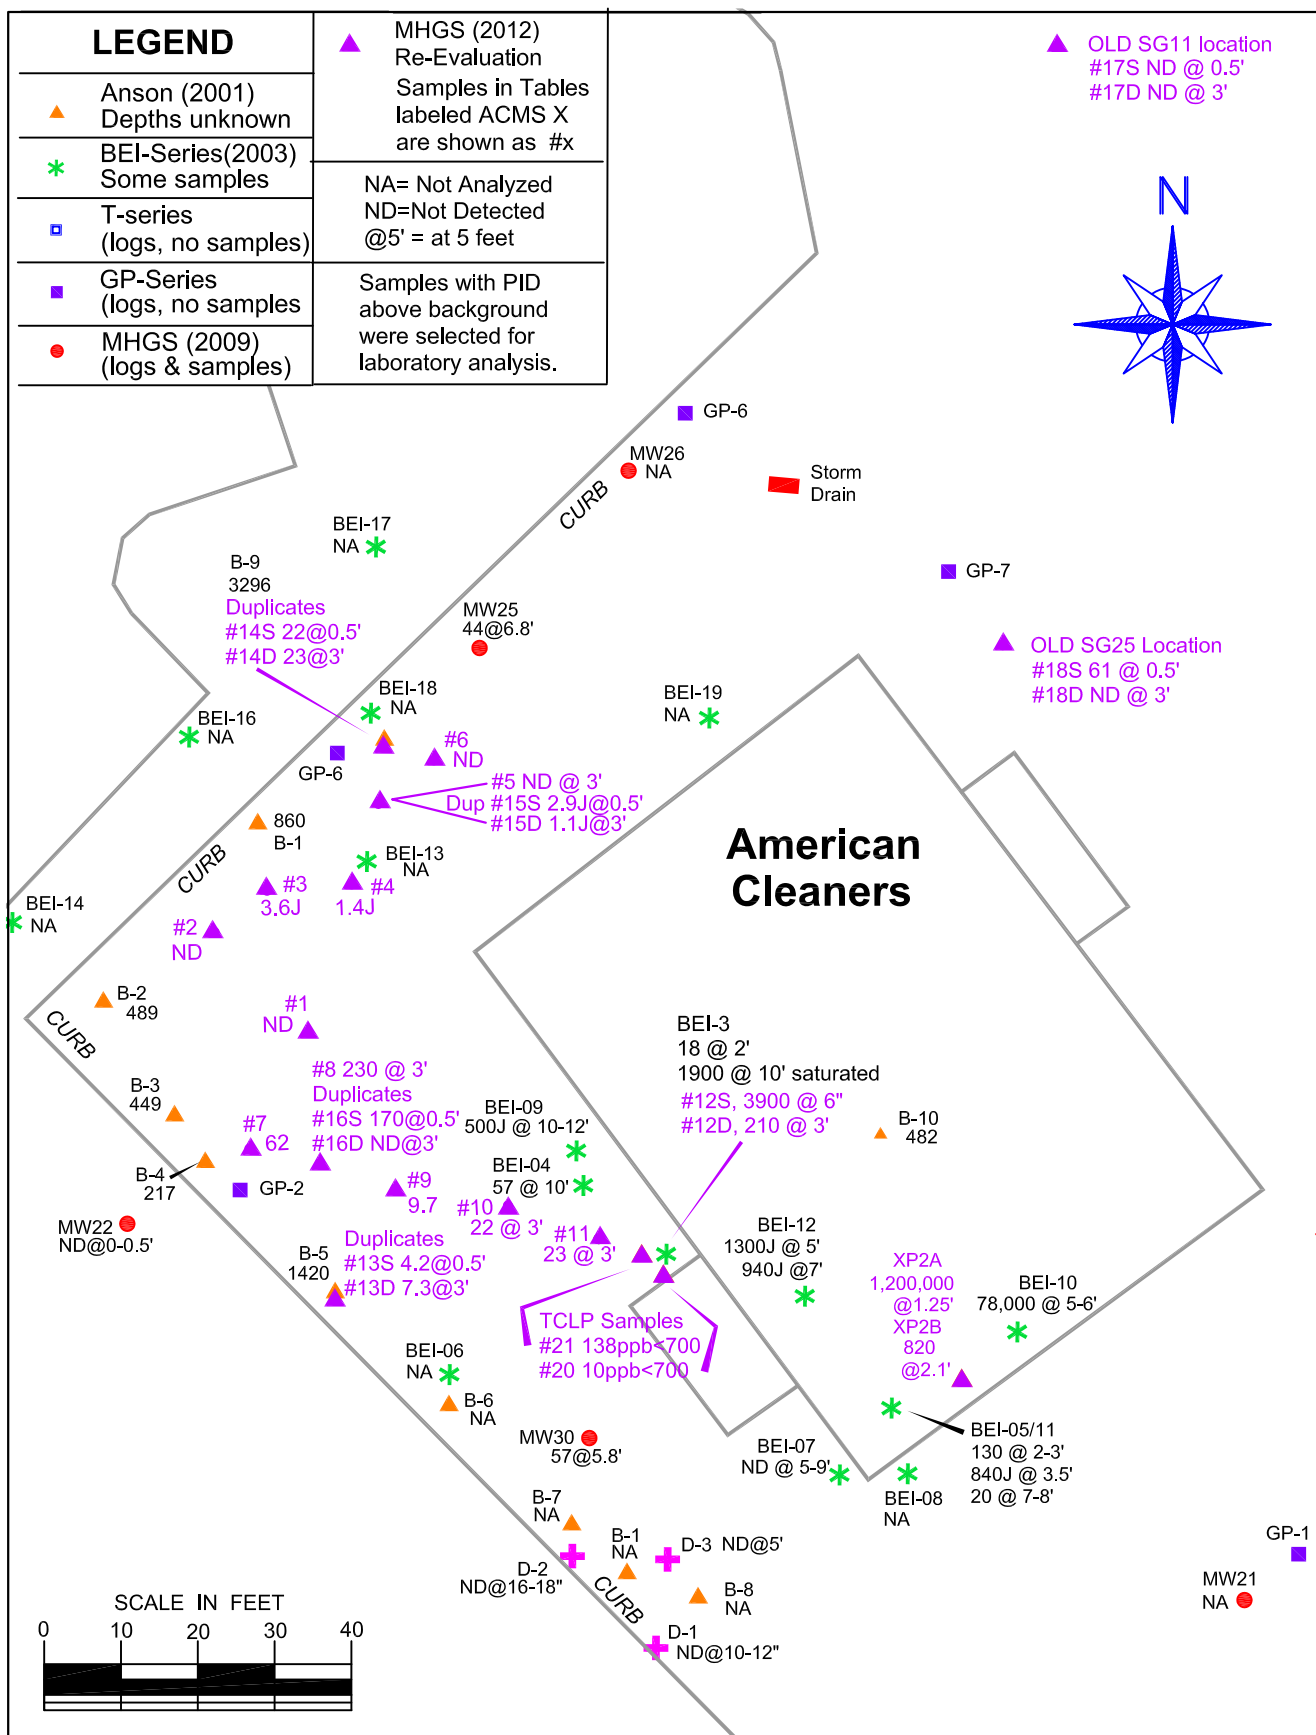 LEGEND
Anson (2001)
Depths unknown
BEI-Series(2003)
Some samples
T-series
(logs, no samples)
GP-Series
(logs, no samples
MHGS (2009)
(logs & samples)
MHGS (2012)
Re-Evaluation
Samples in Tables
labeled ACMS X
are shown as #x
NA= Not Analyzed
ND=Not Detected
@5' = at 5 feet
Samples with PID
above background
were selected for
laboratory analysis.
OLD SG11 location
#17S ND @ 0.5'
#17D ND @ 3'
N
GP-6
MW26
NA
Storm
Drain
CURB
BEI-17
NA
B-9
3296
Duplicates
#14S 22@0.5'
#14D 23@3'
MW25
44@6.8'
GP-7
OLD SG25 Location
#18S 61 @ 0.5'
#18D ND @ 3'
BEI-18
NA
BEI-19
NA
BEI-16
NA
GP-6
#6
ND
#5 ND @ 3'
Dup #15S 2.9J@0.5'
#15D 1.1J@3'
860
B-1
CURB
BEI-13
NA
American
Cleaners
#3
3.6J
#4
1.4J
BEI-14
NA
#2
ND
B-2
489
CURB
#1
ND
BEI-3
18 @ 2'
1900 @ 10' saturated
#12S, 3900 @ 6"
#12D, 210 @ 3'
#8 230 @ 3'
Duplicates
#16S 170@0.5'
#16D ND@3'
B-3
449
BEI-09
500J @ 10-12'
B-10
482
#7
62
B-4
217
GP-2
BEI-04
57 @ 10'
#9
9.7
#10
22 @ 3'
MW22
ND@0-0.5'
#11
23 @ 3'
BEI-12
1300J @ 5'
940J @7'
Duplicates
#13S 4.2@0.5'
#13D 7.3@3'
B-5
1420
XP2A
1,200,000
@1.25'
XP2B
820
@2.1'
BEI-10
78,000 @ 5-6'
TCLP Samples
#21 138ppb<700
#20 10ppb<700
BEI-06
NA
B-6
NA
MW30
57@5.8'
BEI-07
ND @ 5-9'
BEI-05/11
130 @ 2-3'
840J @ 3.5'
20 @ 7-8'
BEI-08
NA
B-7
NA
B-1
NA
D-3 ND@5'
D-2
ND@16-18"
CURB
B-8
NA
D-1
ND@10-12"
GP-1
MW21
NA
SCALE IN FEET
0 10 20 30 40